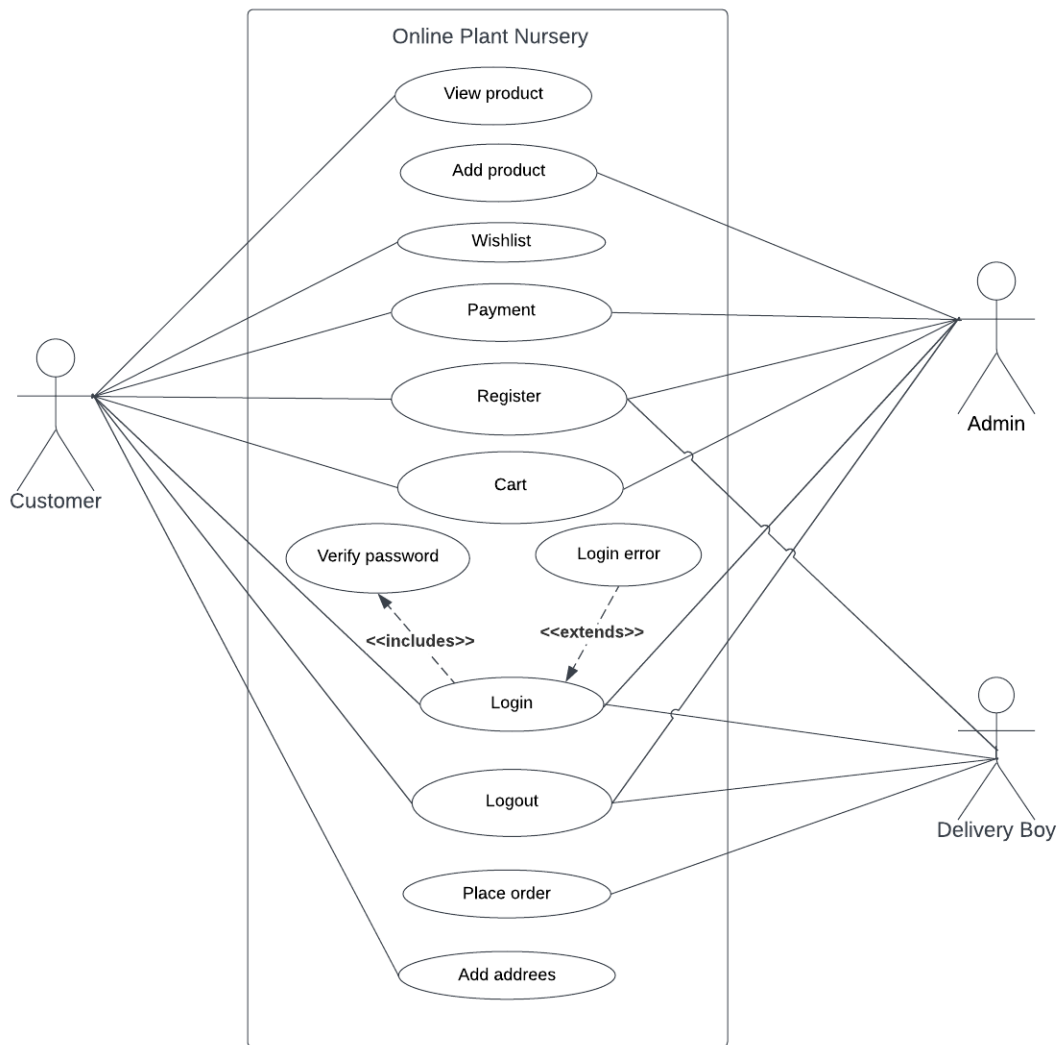 Online Plant Nursery
View product
Add product
Wishlist
Payment
Register
Admin
Cart
Customer
Verify password
Login error
<<includes>>
<<extends>>
Login
Logout
Delivery Boy
Place order
Add addrees